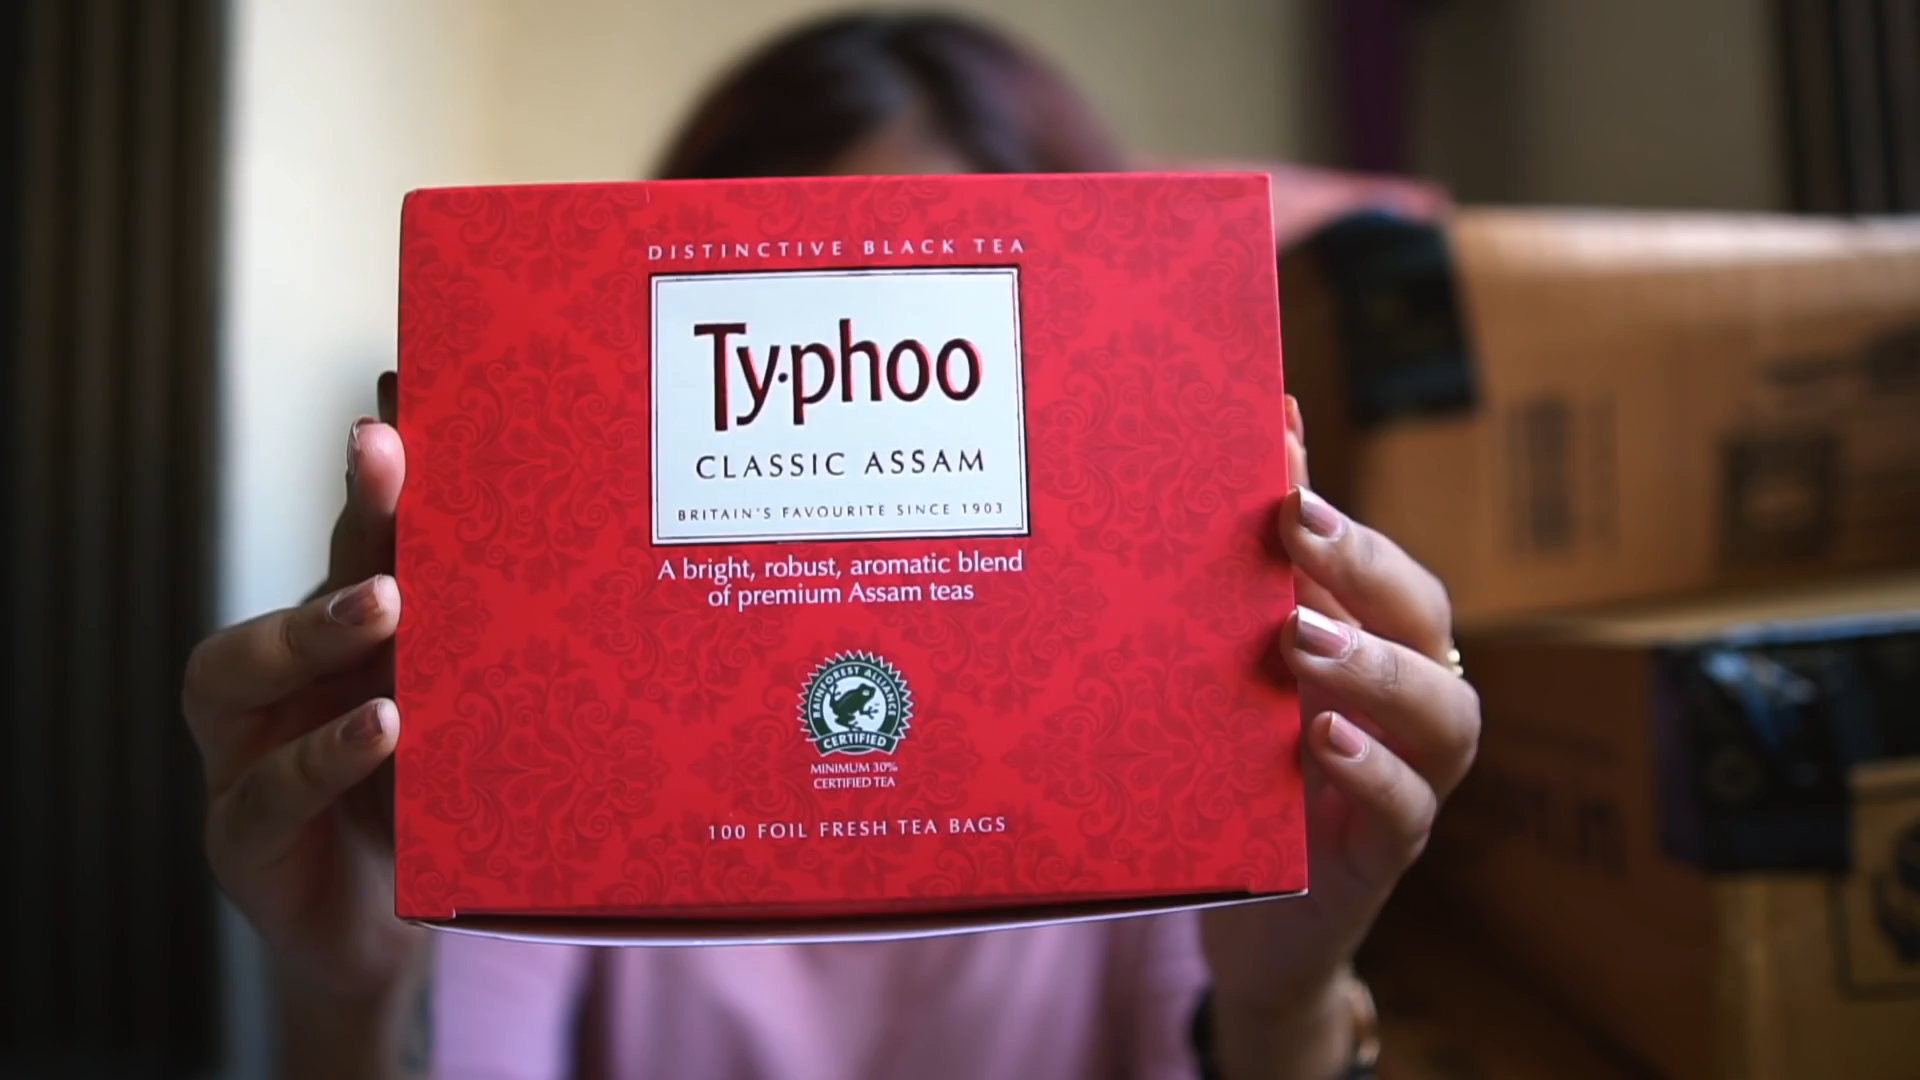 DISTINCTIVE BLACK TEA
Ty·phoo
CLASSIC ASSAM
BRITAIN'S FAVOURITE SINCE 1903
A bright, robust, aromatic blend
of premium Assam teas
RAINFOREST ALLIANCE
CERTIFIED
MINIMUM 30%
CERTIFIED TEA
100 FOIL FRESH TEA BAGS